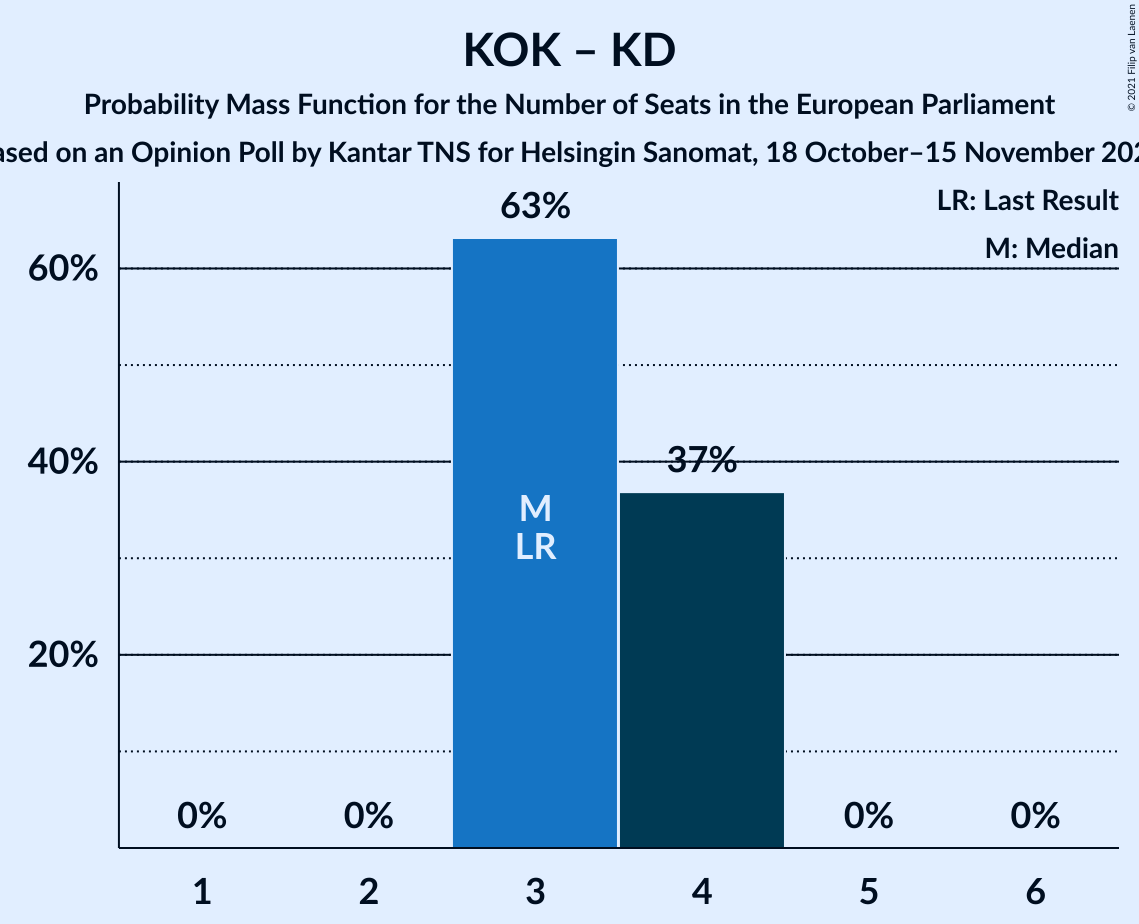 KOK – KD
Probability Mass Function for the Number of Seats in the European Parliament
on an Opinion Poll by Kantar TNS for Helsingin Sanomat, 18 October–15 November
LR: Last Result
M: Median
© 2021 Filip van Laenen
63%
60%
40%
37%
M
LR
20%
0%
0%
0%
0%
1
2
3
4
5
6